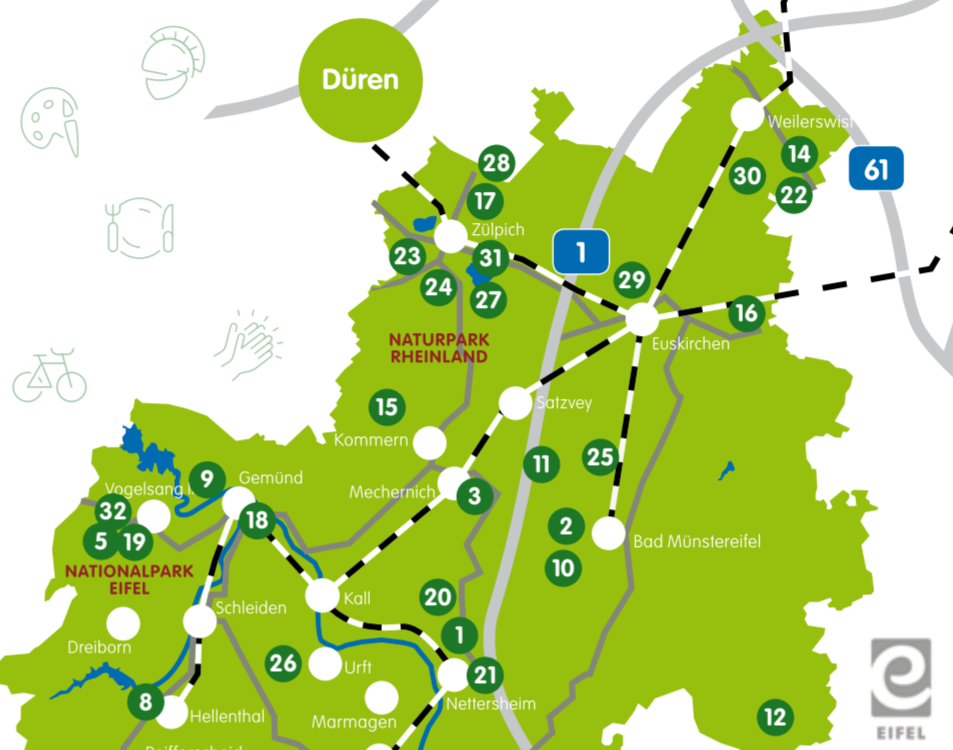 Düren
Weilerswist
14
61
28
30
22
17
Zülpich
23
31
1
29
24
27
16
Euskirchen
NATURPARK
RHEINLAND
15
Satzvey
Kommern
11
25
9
Gemünd
Vogelsang I
Mechernich
3
32
18
5
19
2
Bad Münstereifel
NATIONALPARK
EIFEL
10
20
Kall
Schleiden
Dreiborn
1
26
Urft
21
Nettersheim
8
Hellenthal
Marmagen
12
e
EIFEL
Reifferscheid